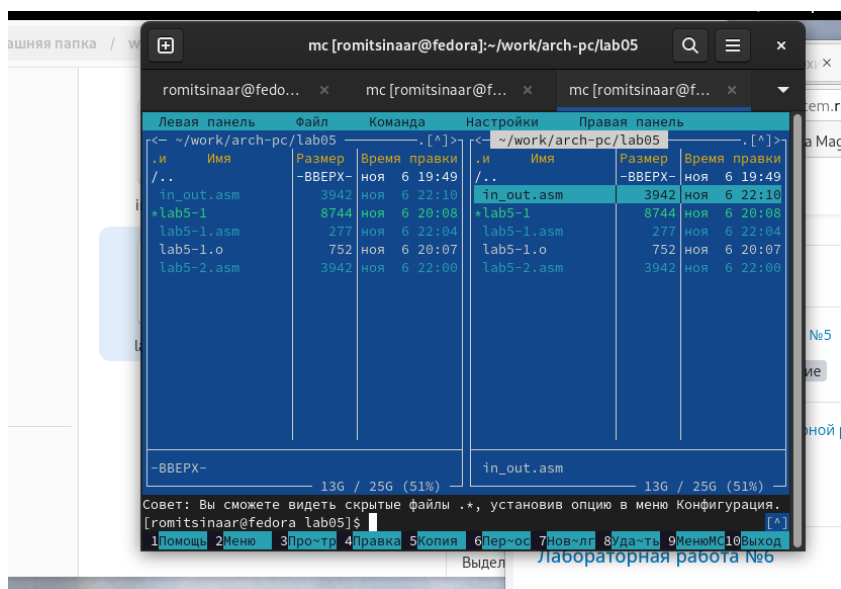 ашняя папка / w
mc [romitsinaar@fedora]:~/work/arch-pc/lab05
romitsinaar@fedo... × mc [romitsinaar@f... × mc [romitsinaar@f... ×
Левая панель Файл Команда Настройки Правая панель
<— ~/work/arch-pc/lab05 —.[^]> <— ~/work/arch-pc/lab05 —.[^]>
.и Имя Размер Время правки .и Имя Размер Время правки
/.. -ВВЕРХ- ноя 6 19:49 /.. -ВВЕРХ- ноя 6 19:49
in_out.asm 3942 ноя 6 22:10 in_out.asm 3942 ноя 6 22:10
*lab5-1 8744 ноя 6 20:08 *lab5-1 8744 ноя 6 20:08
lab5-1.asm 277 ноя 6 22:04 lab5-1.asm 277 ноя 6 22:04
lab5-1.o 752 ноя 6 20:07 lab5-1.o 752 ноя 6 20:07
lab5-2.asm 3942 ноя 6 22:00 lab5-2.asm 3942 ноя 6 22:00
-ВВЕРХ- in_out.asm
13G / 25G (51%) 13G / 25G (51%)
Совет: Вы сможете видеть скрытые файлы .*, установив опцию в меню Конфигурация.
[romitsinaar@fedora lab05]$ [^]
1Помощь 2Меню 3Про~тр 4Правка 5Копия 6Пер~ос 7Нов~лг 8Уда~ть 9МенюMC 10Выход
tem.r
a Mag
№5
ие
рной
Выдел
Лабораторная работа №6